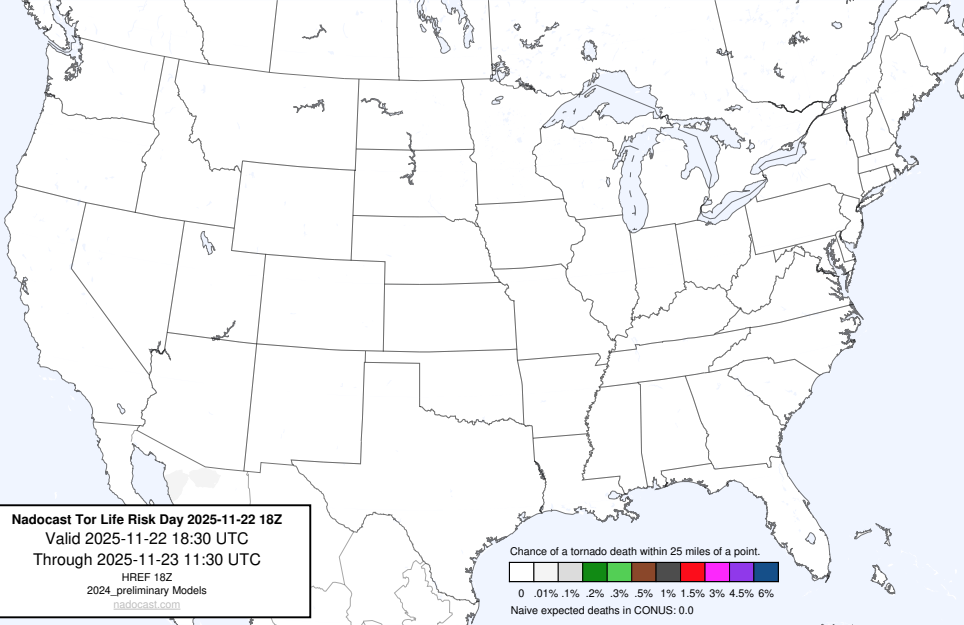 Nadocast Tor Life Risk Day 2025-11-22 18Z
Valid 2025-11-22 18:30 UTC
Through 2025-11-23 11:30 UTC
HREF 18Z
2024_preliminary Models
nadocast.com
Chance of a tornado death within 25 miles of a point.
0 .01% .1% .2% .3% .5% 1% 1.5% 3% 4.5% 6%
Naive expected deaths in CONUS: 0.0